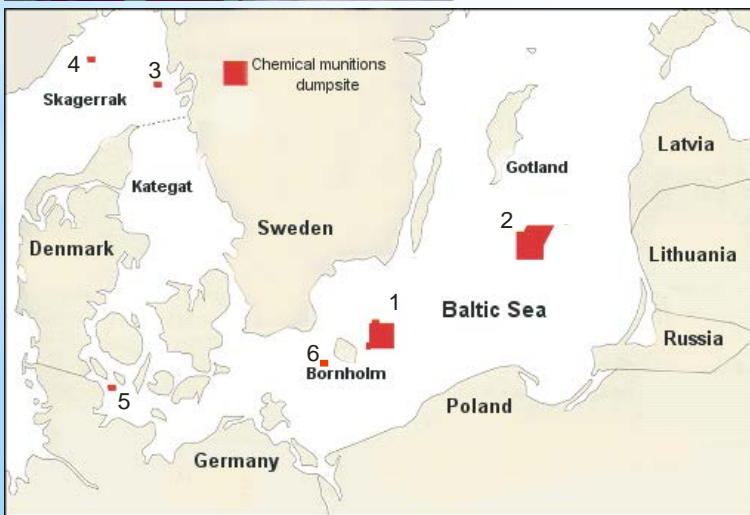 4
3
Chemical munitions
dumpsite
Skagerrak
Latvia
Gotland
Kategat
Sweden
2
Denmark
Lithuania
1
Baltic Sea
Russia
6
Bornholm
5
Poland
Germany